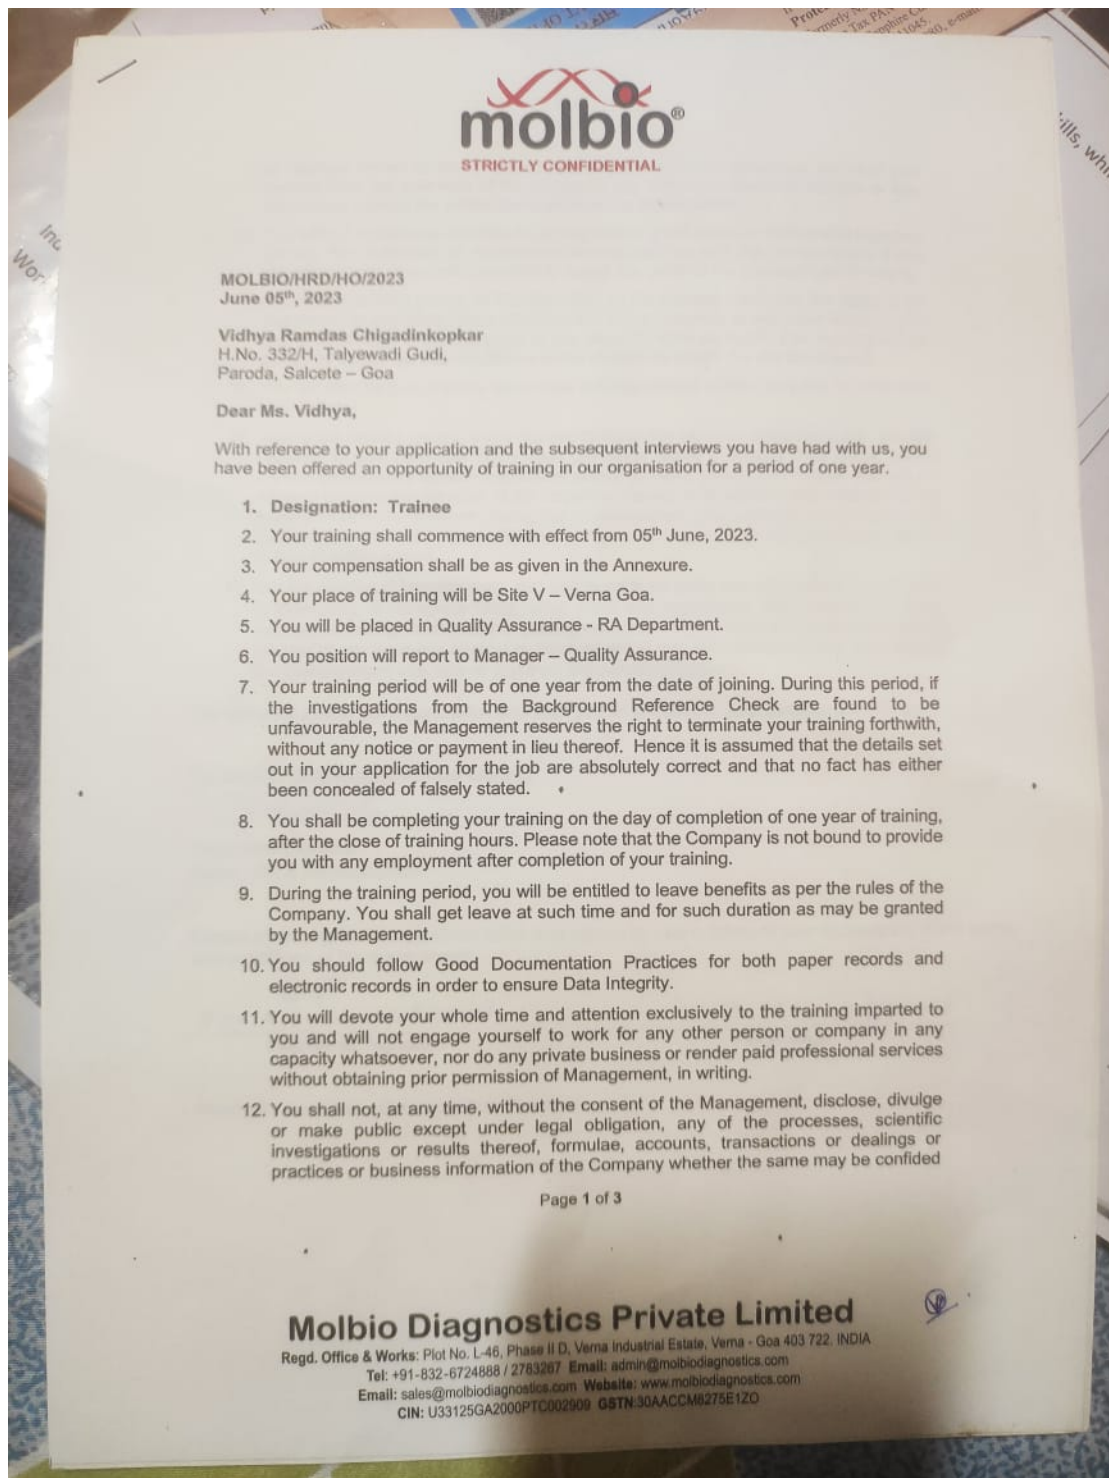 molbio®
STRICTLY CONFIDENTIAL
MOLBIO/HRD/HO/2023
June 05th, 2023
Vidhya Ramdas Chigadinkopkar
H.No. 332/H, Talyewadi Gudi,
Paroda, Salcete – Goa
Dear Ms. Vidhya,
With reference to your application and the subsequent interviews you have had with us, you
have been offered an opportunity of training in our organisation for a period of one year.
1. Designation: Trainee
2. Your training shall commence with effect from 05th June, 2023.
3. Your compensation shall be as given in the Annexure.
4. Your place of training will be Site V – Verna Goa.
5. You will be placed in Quality Assurance - RA Department.
6. You position will report to Manager – Quality Assurance.
7. Your training period will be of one year from the date of joining. During this period, if
the investigations from the Background Reference Check are found to be
unfavourable, the Management reserves the right to terminate your training forthwith,
without any notice or payment in lieu thereof. Hence it is assumed that the details set
out in your application for the job are absolutely correct and that no fact has either
been concealed of falsely stated.
8. You shall be completing your training on the day of completion of one year of training,
after the close of training hours. Please note that the Company is not bound to provide
you with any employment after completion of your training.
9. During the training period, you will be entitled to leave benefits as per the rules of the
Company. You shall get leave at such time and for such duration as may be granted
by the Management.
10. You should follow Good Documentation Practices for both paper records and
electronic records in order to ensure Data Integrity.
11. You will devote your whole time and attention exclusively to the training imparted to
you and will not engage yourself to work for any other person or company in any
capacity whatsoever, nor do any private business or render paid professional services
without obtaining prior permission of Management, in writing.
12. You shall not, at any time, without the consent of the Management, disclose, divulge
or make public except under legal obligation, any of the processes, scientific
investigations or results thereof, formulae, accounts, transactions or dealings or
practices or business information of the Company whether the same may be confided
Page 1 of 3
Molbio Diagnostics Private Limited
Regd. Office & Works: Plot No. L-46, Phase II D, Verna Industrial Estate, Verna - Goa 403 722. INDIA
Tel: +91-832-6724888 / 2783267 Email: admin@molbiodiagnostics.com
Email: sales@molbiodiagnostics.com Website: www.molbiodiagnostics.com
CIN: U33125GA2000PTC002909 GSTN:30AACCM8275E1ZO